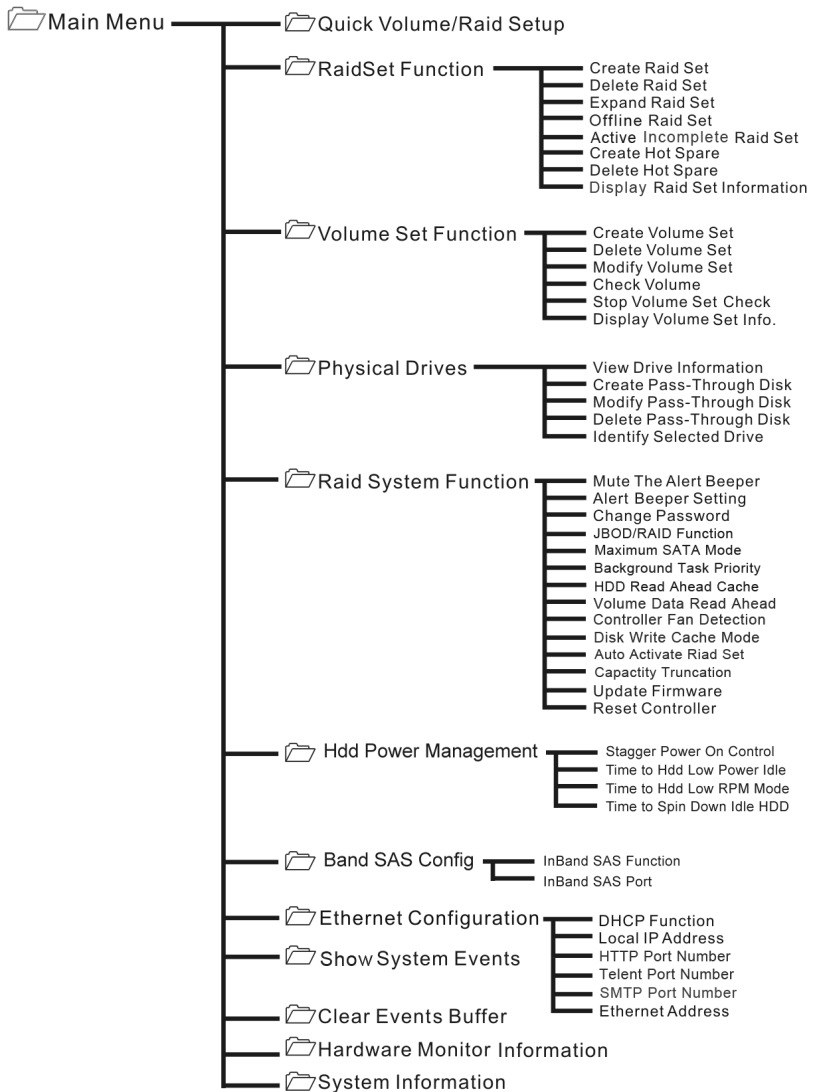 Main Menu
Quick Volume/Raid Setup
RaidSet Function
Create Raid Set
Delete Raid Set
Expand Raid Set
Offline Raid Set
Active Incomplete Raid Set
Create Hot Spare
Delete Hot Spare
Display Raid Set Information
Volume Set Function
Create Volume Set
Delete Volume Set
Modify Volume Set
Check Volume
Stop Volume Set Check
Display Volume Set Info.
Physical Drives
View Drive Information
Create Pass-Through Disk
Modify Pass-Through Disk
Delete Pass-Through Disk
Identify Selected Drive
Raid System Function
Mute The Alert Beeper
Alert Beeper Setting
Change Password
JBOD/RAID Function
Maximum SATA Mode
Background Task Priority
HDD Read Ahead Cache
Volume Data Read Ahead
Controller Fan Detection
Disk Write Cache Mode
Auto Activate Riad Set
Capactity Truncation
Update Firmware
Reset Controller
Hdd Power Management
Stagger Power On Control
Time to Hdd Low Power Idle
Time to Hdd Low RPM Mode
Time to Spin Down Idle HDD
Band SAS Config
InBand SAS Function
InBand SAS Port
Ethernet Configuration
DHCP Function
Local IP Address
HTTP Port Number
Telent Port Number
SMTP Port Number
Ethernet Address
Show System Events
Clear Events Buffer
Hardware Monitor Information
System Information